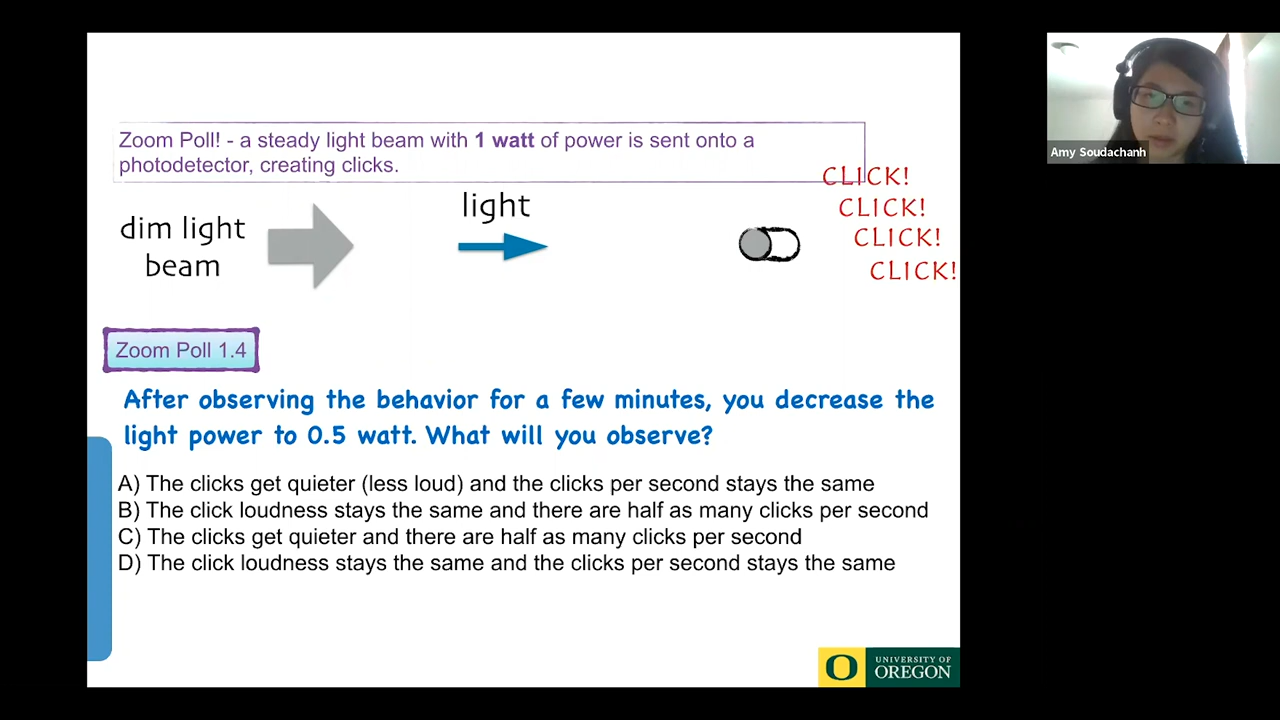 Zoom Poll! - a steady light beam with 1 watt of power is sent onto a
photodetector, creating clicks.
dim light
beam
light
CLICK!
CLICK!
CLICK!
CLICK!
Amy Soudachanh
Zoom Poll 1.4
After observing the behavior for a few minutes, you decrease the
light power to 0.5 watt. What will you observe?
A) The clicks get quieter (less loud) and the clicks per second stays the same
B) The click loudness stays the same and there are half as many clicks per second
C) The clicks get quieter and there are half as many clicks per second
D) The click loudness stays the same and the clicks per second stays the same
O
UNIVERSITY OF
OREGON